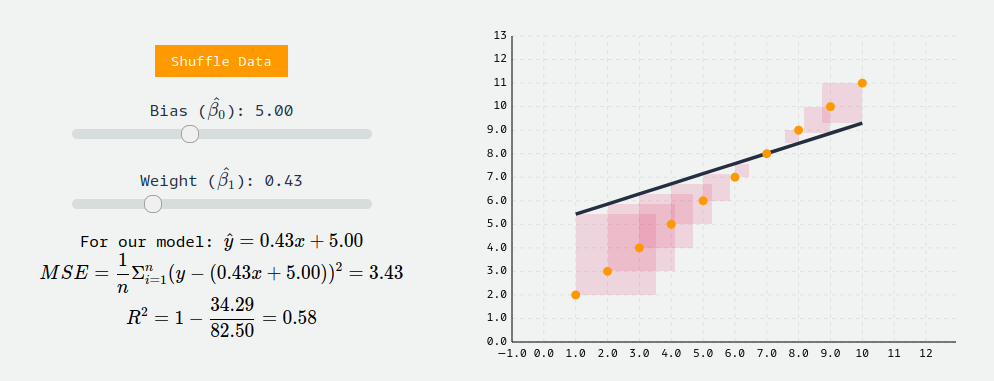 Shuffle Data
Bias (β̂₀): 5.00
Weight (β̂₁): 0.43
For our model: ŷ = 0.43x + 5.00
MSE = 1/n Σⁿᵢ₌₁(y − (0.43x + 5.00))² = 3.43
R² = 1 − 34.29/82.50 = 0.58
13
12
11
10
9.0
8.0
7.0
6.0
5.0
4.0
3.0
2.0
1.0
0.0
−1.0 0.0 1.0 2.0 3.0 4.0 5.0 6.0 7.0 8.0 9.0 10 11 12